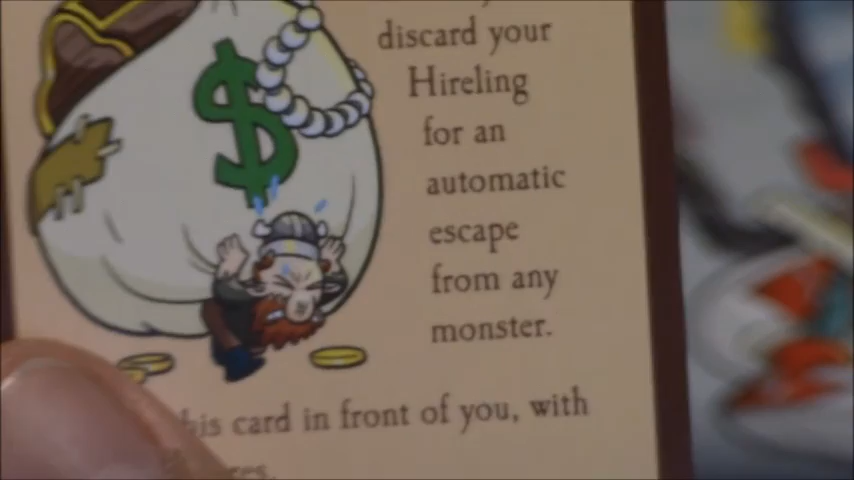 $
discard your
Hireling
for an
automatic
escape
from any
monster.
his card in front of you, with